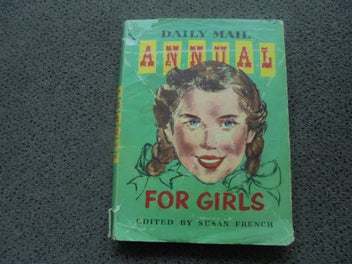 DAILY MAIL
ANNUAL
FOR GIRLS
EDITED BY SUSAN FRENCH